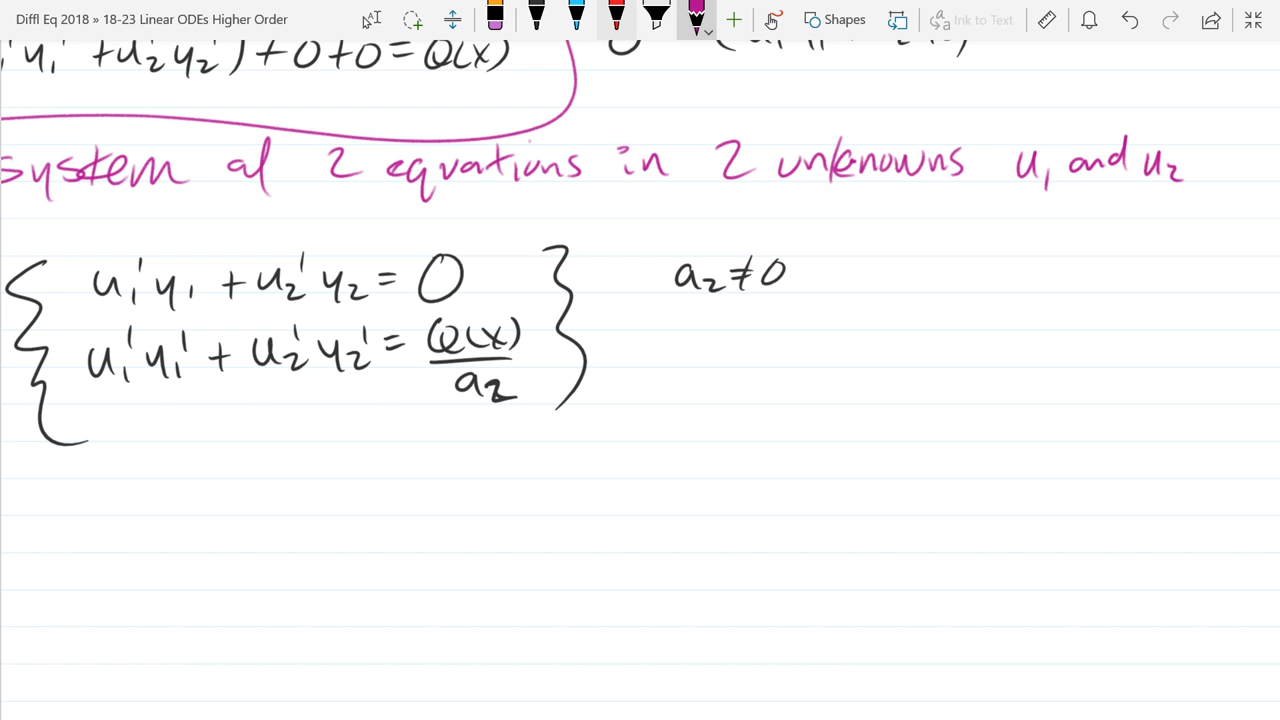 Diffl Eq 2018 » 18-23 Linear ODEs Higher Order
Shapes
Ink to Text
u₁'y₁' + u₂'y₂') + 0 + 0 = Q(x)
system of 2 equations in 2 unknowns u₁ and u₂
u₁'y₁ + u₂'y₂ = 0
a₂ ≠ 0
u₁'y₁' + u₂'y₂' = Q(x)/a₂